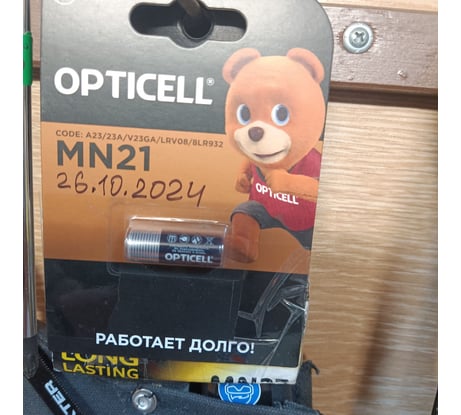 OPTICELL®
CODE: A23/23A/V23GA/LRV08/8LR932
MN21
26.10.2024
OPTICELL
OPTICELL
РАБОТАЕТ ДОЛГО!
LONG
LASTING